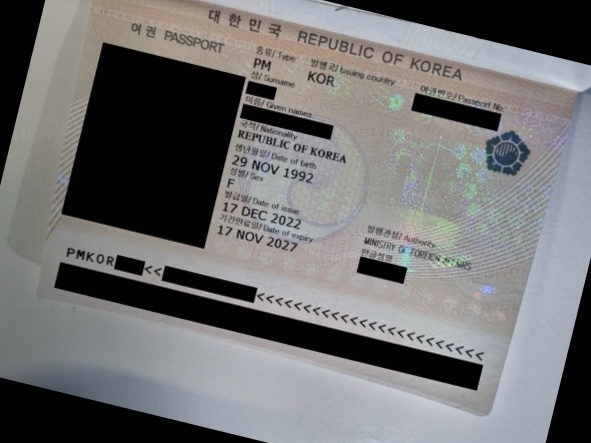 대한민국 REPUBLIC OF KOREA
여권 PASSPORT
종류/ Type 발행국/ Issuing country 여권번호/ Passport No.
PM KOR
성/ Surname
이름/ Given names
국적/ Nationality
REPUBLIC OF KOREA
생년월일/ Date of birth
29 NOV 1992
성별/ Sex
F
발급일/ Date of issue
17 DEC 2022
기간만료일/ Date of expiry
17 NOV 2027
발행관청/ Authority
MINISTRY OF FOREIGN AFFAIRS
한글성명
PMKOR <<  <<<<<<<<<<<<<<<<<<<<<<<<<